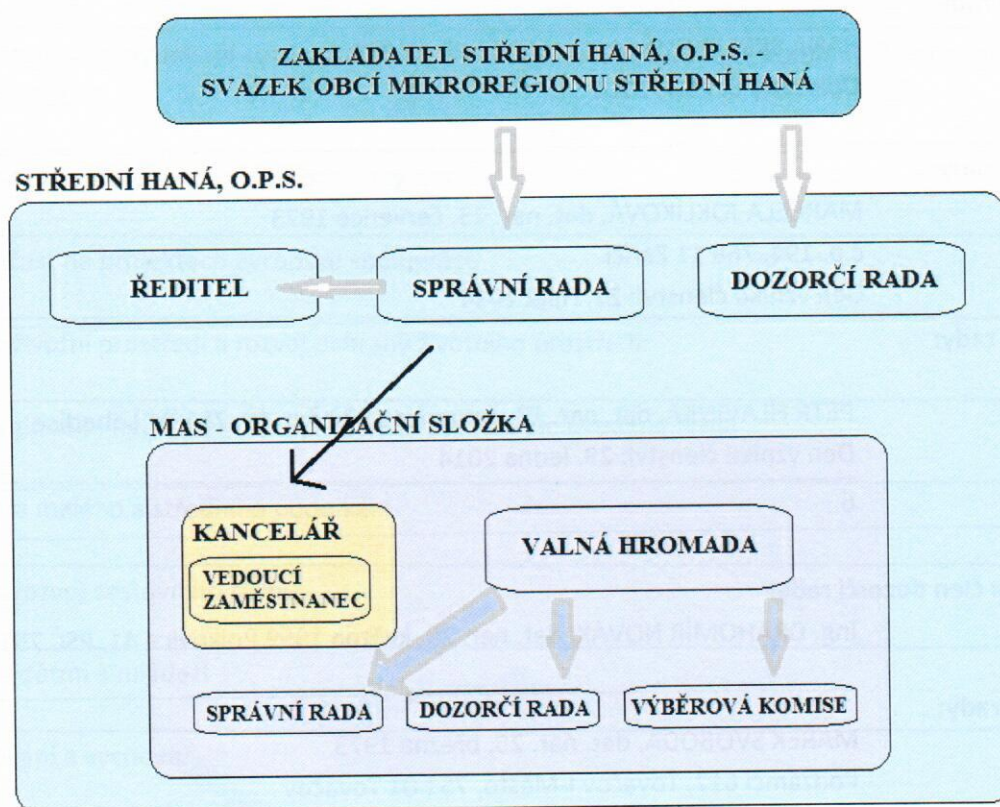 ZAKLADATEL STŘEDNÍ HANÁ, O.P.S. -
SVAZEK OBCÍ MIKROREGIONU STŘEDNÍ HANÁ
STŘEDNÍ HANÁ, O.P.S.
ŘEDITEL
SPRÁVNÍ RADA
DOZORČÍ RADA
MAS - ORGANIZAČNÍ SLOŽKA
KANCELÁŘ
VEDOUCÍ
ZAMĚSTNANEC
VALNÁ HROMADA
SPRÁVNÍ RADA
DOZORČÍ RADA
VÝBĚROVÁ KOMISE